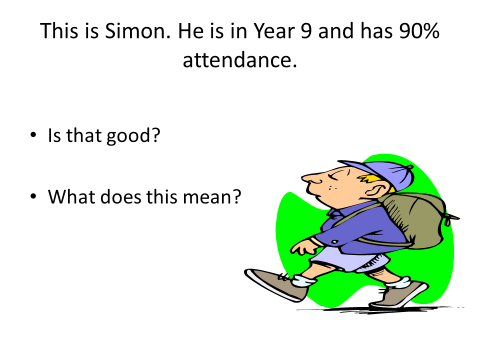 This is Simon. He is in Year 9 and has 90%
attendance.
• Is that good?
• What does this mean?